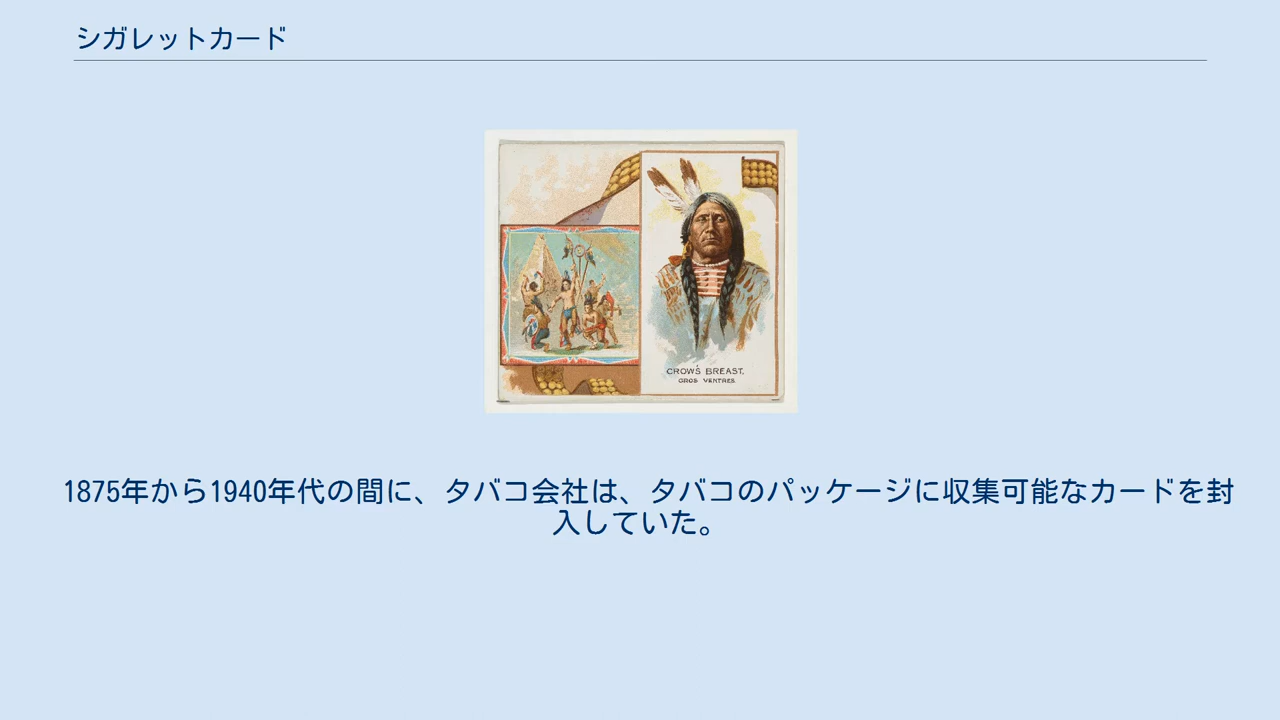 シガレットカード
CROW'S BREAST.
GROS VENTRES.
1875年から1940年代の間に、タバコ会社は、タバコのパッケージに収集可能なカードを封
入していた。